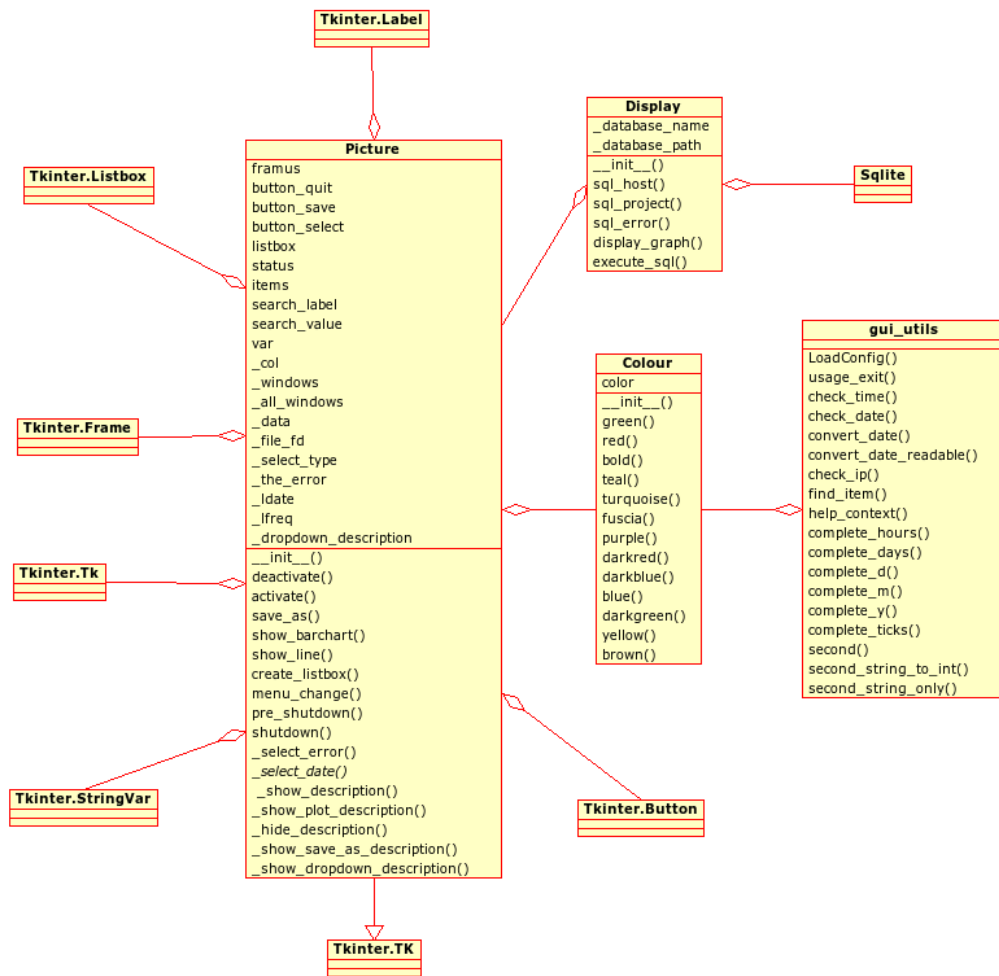 Tkinter.Label
Display
_database_name
_database_path
__init__()
sql_host()
sql_project()
sql_error()
display_graph()
execute_sql()
Sqlite
Tkinter.Listbox
Picture
framus
button_quit
button_save
button_select
listbox
status
items
search_label
search_value
var
_col
_windows
_all_windows
_data
_file_fd
_select_type
_the_error
_ldate
_lfreq
_dropdown_description
__init__()
deactivate()
activate()
save_as()
show_barchart()
show_line()
create_listbox()
menu_change()
pre_shutdown()
shutdown()
_select_error()
_select_date()
_show_description()
_show_plot_description()
_hide_description()
_show_save_as_description()
_show_dropdown_description()
Colour
color
__init__()
green()
red()
bold()
teal()
turquoise()
fuscia()
purple()
darkred()
darkblue()
blue()
darkgreen()
yellow()
brown()
gui_utils
LoadConfig()
usage_exit()
check_time()
check_date()
convert_date()
convert_date_readable()
check_ip()
find_item()
help_context()
complete_hours()
complete_days()
complete_d()
complete_m()
complete_y()
complete_ticks()
second()
second_string_to_int()
second_string_only()
Tkinter.Frame
Tkinter.Tk
Tkinter.StringVar
Tkinter.Button
Tkinter.TK